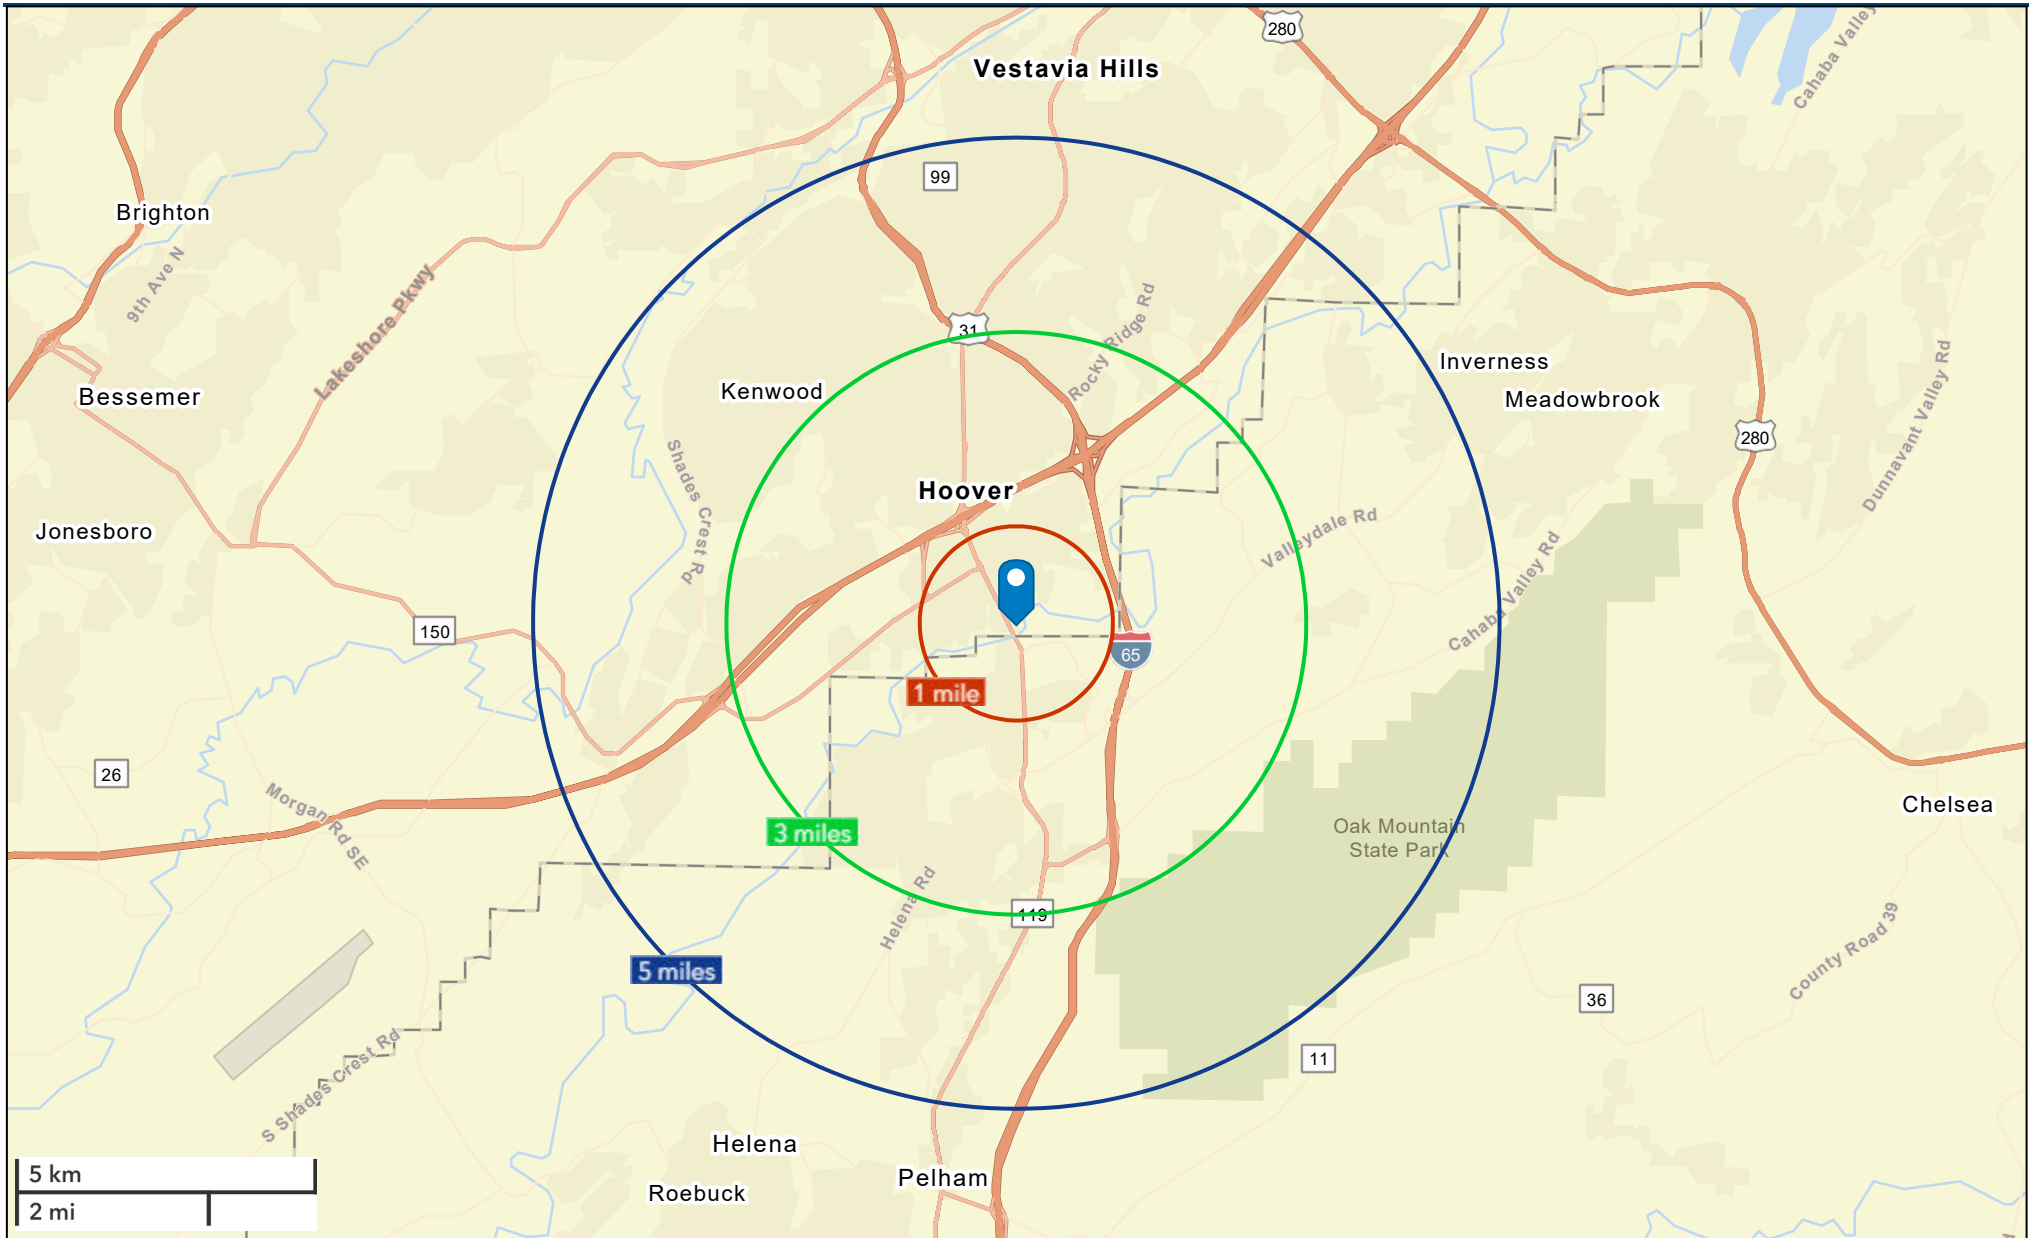 280
Vestavia Hills
Cahaba Valley
99
Brighton
9th Ave N
Lakeshore Pkwy
31
Rocky Ridge Rd
Inverness
Kenwood
Bessemer
Meadowbrook
280
Dunnavant Valley Rd
Shades Crest Rd
Hoover
Jonesboro
Valleydale Rd
Cahaba Valley Rd
150
65
1 mile
26
Morgan Rd SE
3 miles
Oak Mountain
State Park
Chelsea
Helena Rd
119
5 miles
County Road 39
36
S Shades Crest Rd
11
Helena
Pelham
Roebuck
5 km
2 mi